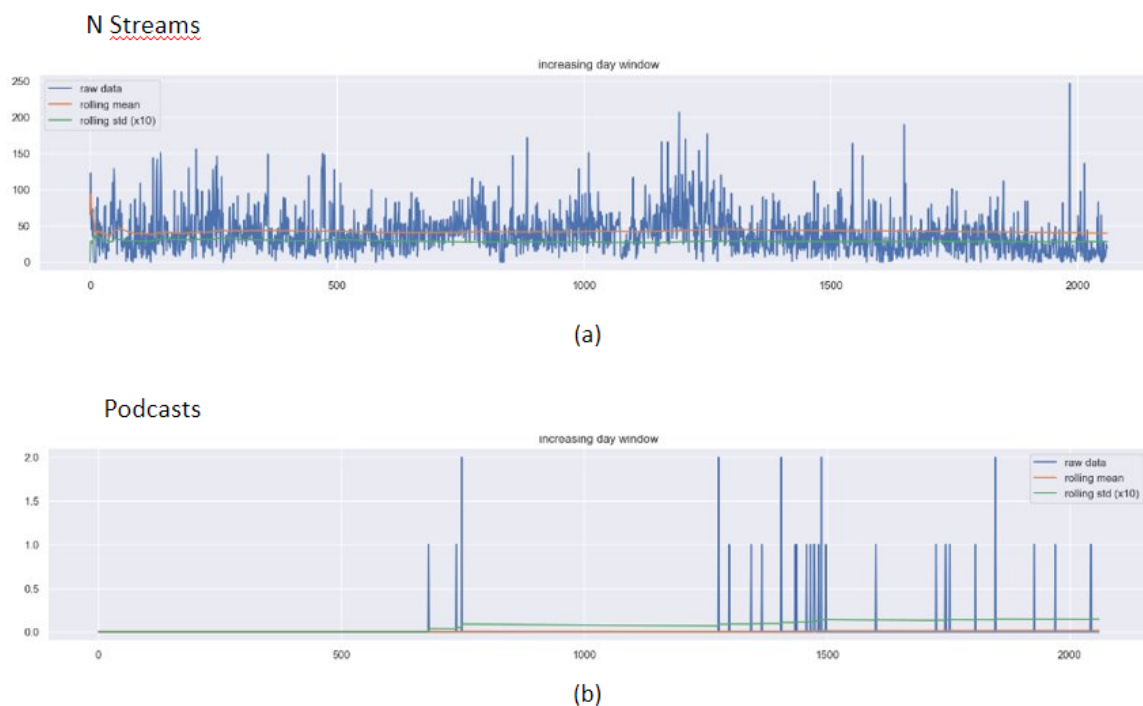 N Streams
increasing day window
250
200
150
100
50
0
raw data
rolling mean
rolling std (x10)
0 500 1000 1500 2000
(a)
Podcasts
increasing day window
2.0
1.5
1.0
0.5
0.0
raw data
rolling mean
rolling std (x10)
0 500 1000 1500 2000
(b)